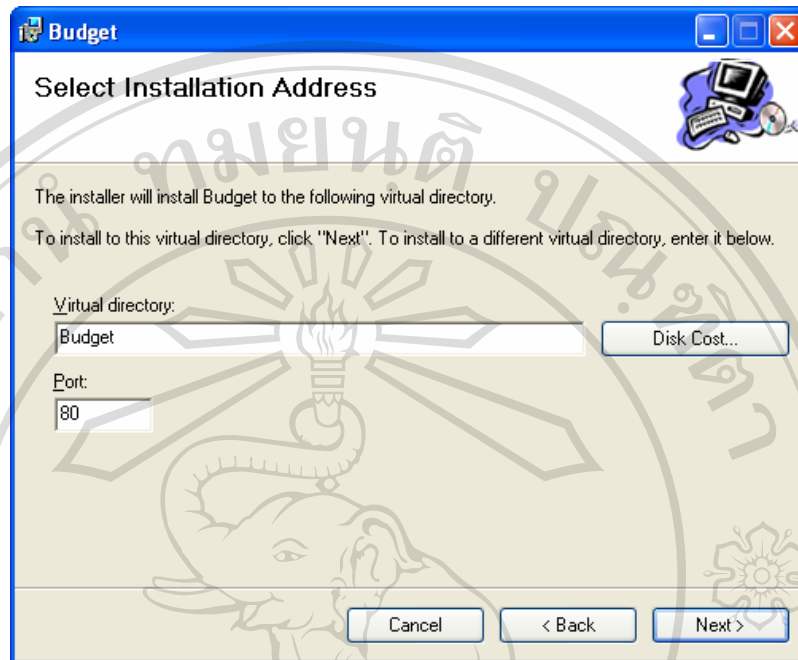 Budget
Select Installation Address
The installer will install Budget to the following virtual directory.
To install to this virtual directory, click "Next". To install to a different virtual directory, enter it below.
Virtual directory:
Budget
Disk Cost...
Port:
80
Cancel
< Back
Next >